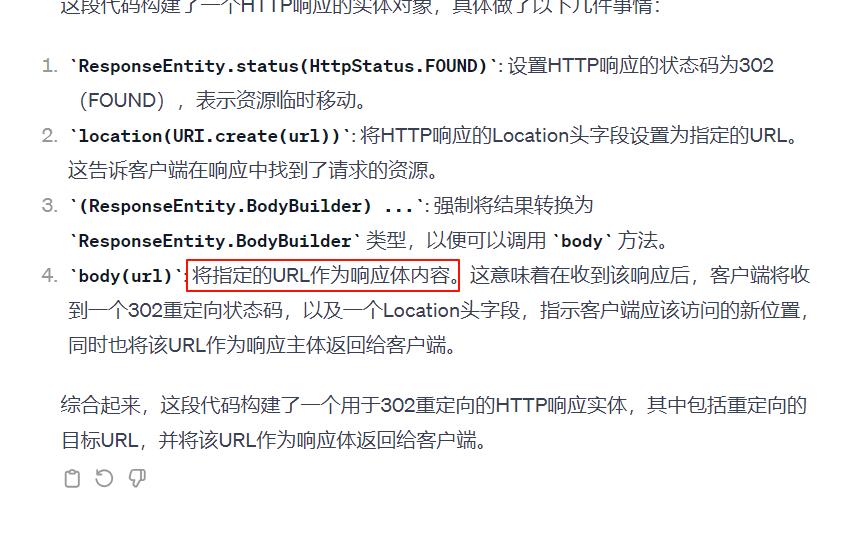 这段代码构建了一个HTTP响应的实体对象，具体做了以下几件事情：
1. `ResponseEntity.status(HttpStatus.FOUND)`: 设置HTTP响应的状态码为302
（FOUND），表示资源临时移动。
2. `location(URI.create(url))`: 将HTTP响应的Location头字段设置为指定的URL。
这告诉客户端在响应中找到了请求的资源。
3. `(ResponseEntity.BodyBuilder) ...`: 强制将结果转换为
`ResponseEntity.BodyBuilder` 类型，以便可以调用 `body` 方法。
4. `body(url)`: 将指定的URL作为响应体内容。这意味着在收到该响应后，客户端将收
到一个302重定向状态码，以及一个Location头字段，指示客户端应该访问的新位置，
同时也将该URL作为响应主体返回给客户端。
综合起来，这段代码构建了一个用于302重定向的HTTP响应实体，其中包括重定向的
目标URL，并将该URL作为响应体返回给客户端。